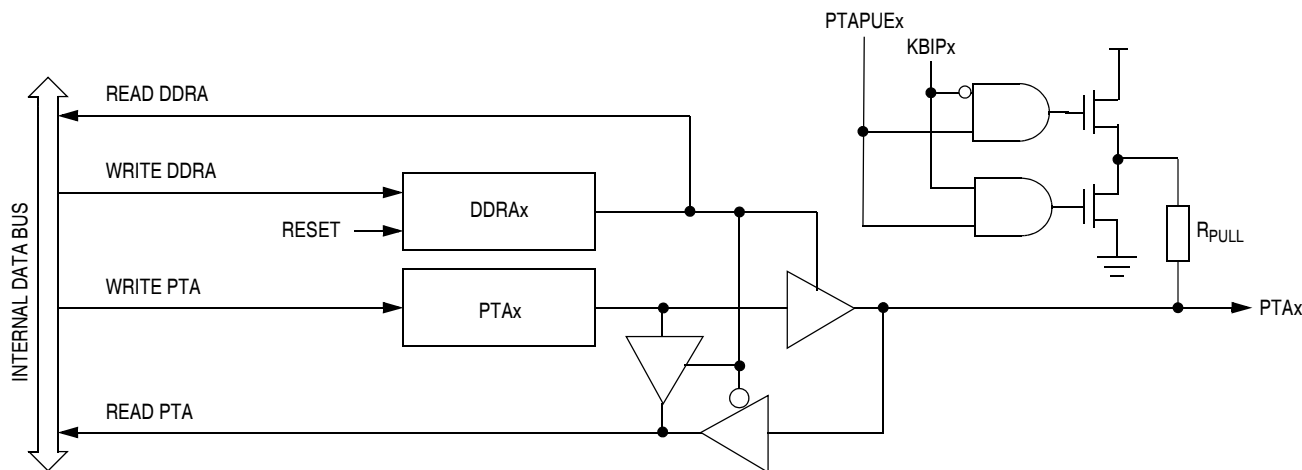 PTAPUEx
KBIPx
READ DDRA
WRITE DDRA
DDRAx
RESET
RPULL
INTERNAL DATA BUS
WRITE PTA
PTAx
PTAx
READ PTA